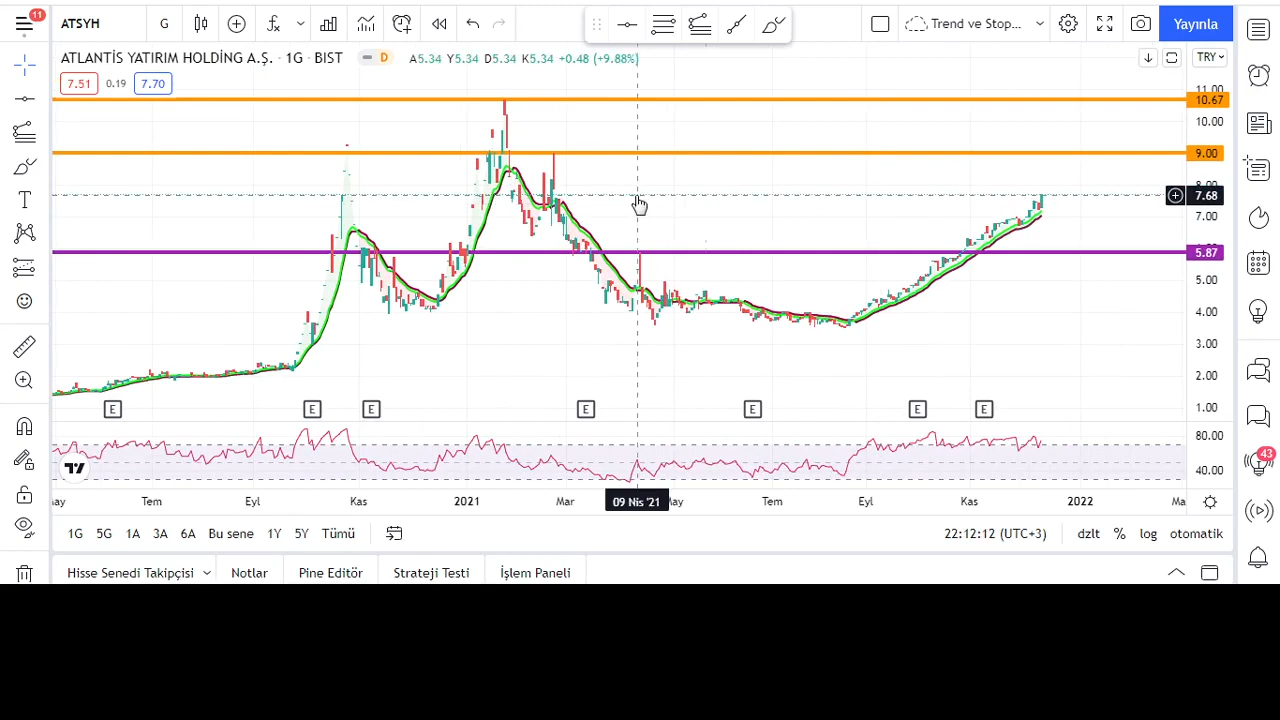 11
ATSYH G Trend ve Stop... Yayınla
ATLANTİS YATIRIM HOLDİNG A.Ş. · 1G · BIST D A5.34 Y5.34 D5.34 K5.34 +0.48 (+9.88%) TRY
7.51 0.19 7.70
11.00
10.67
10.00
9.00
8.00
7.68
7.00
5.87
5.00
4.00
3.00
2.00
1.00
E E E E E E E
80.00
40.00
Tem Eyl Kas 2021 Mar 09 Nis '21 May Tem Eyl Kas 2022 Ma
1G 5G 1A 3A 6A Bu sene 1Y 5Y Tümü 22:12:12 (UTC+3) dzlt % log otomatik
Hisse Senedi Takipçisi Notlar Pine Editör Strateji Testi İşlem Paneli
43